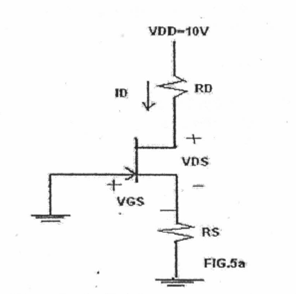 VDD=10V
ID
RD
+
VDS
+
−
VGS
−
RS
FIG.5a